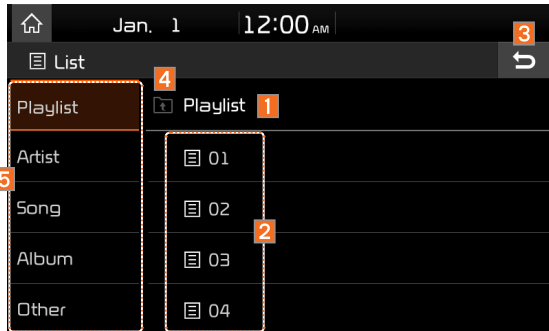 Jan. 1 12:00 AM
3
List
4
Playlist
Playlist 1
Artist
01
5
Song
02
2
Album
03
Other
04